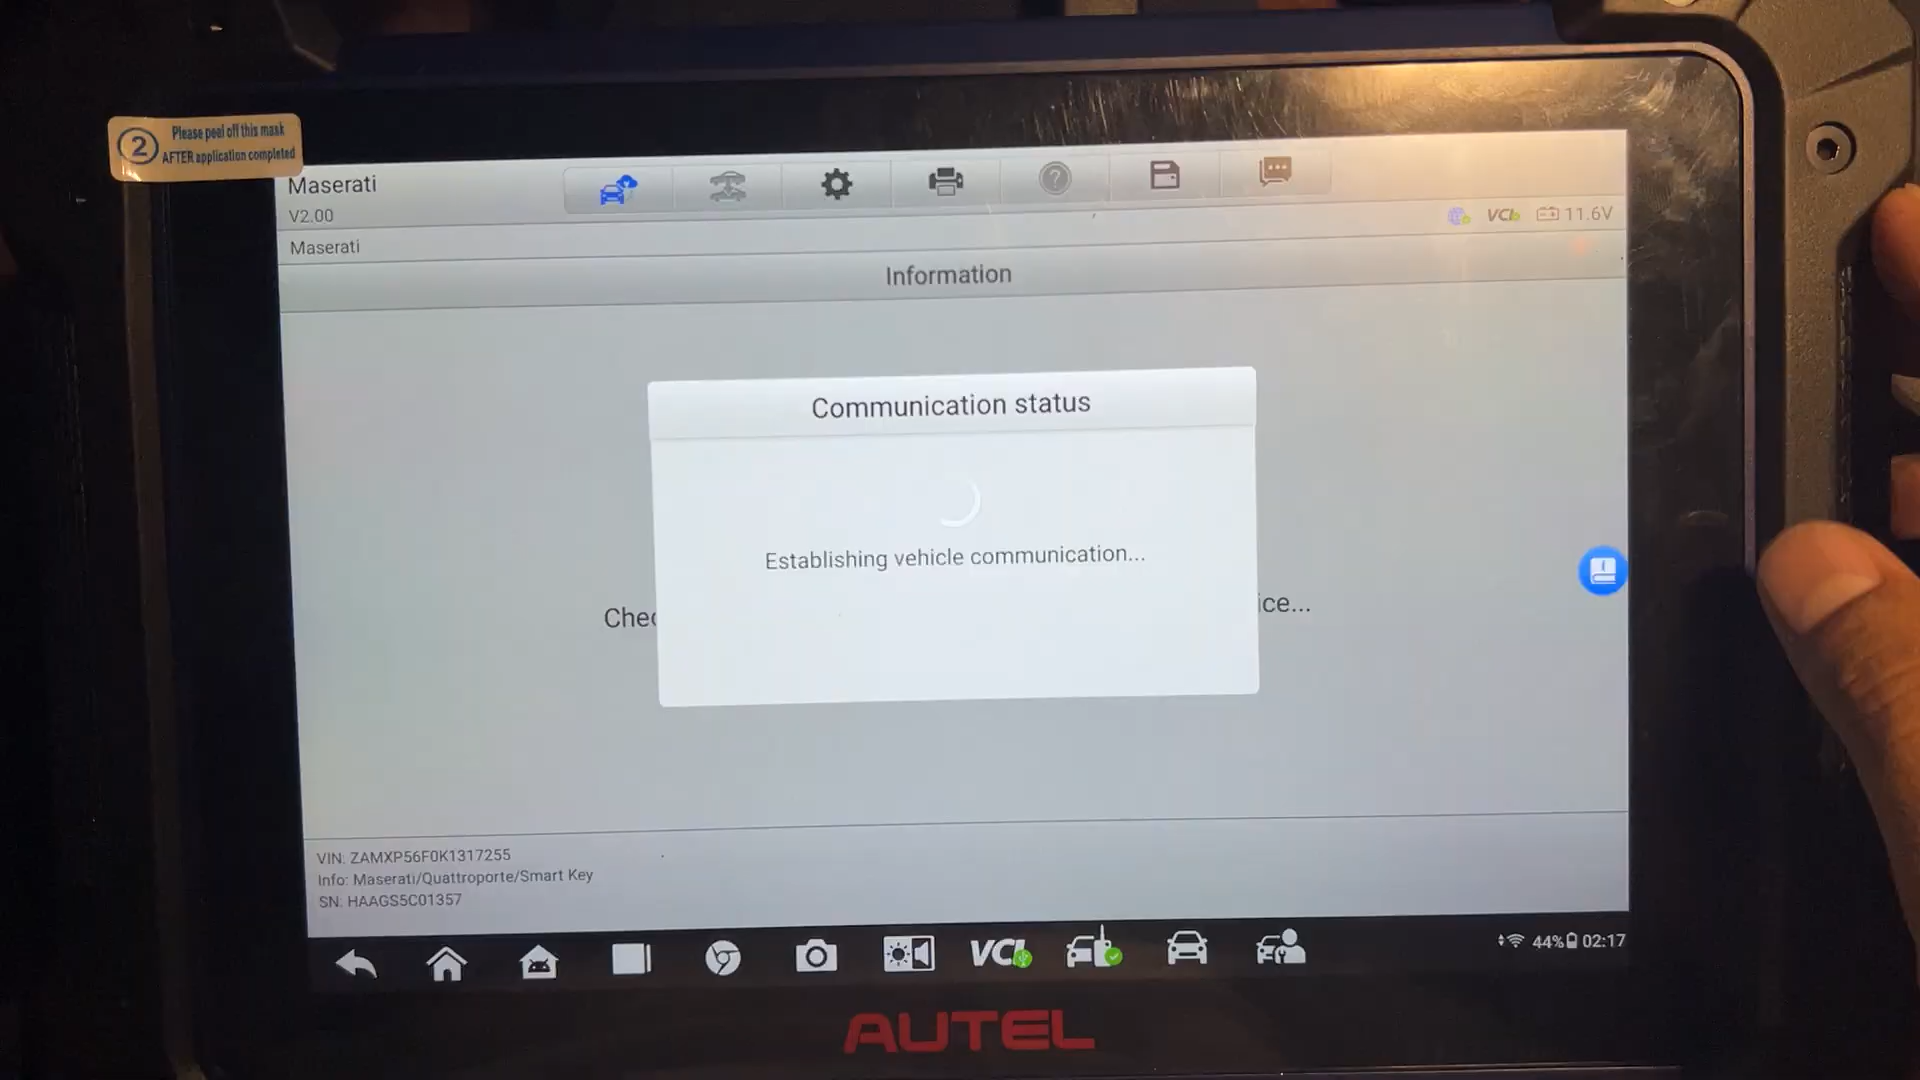 2
Please peel off this mask
AFTER application completed
Maserati
V2.00
VCI
11.6V
Maserati
Information
Communication status
Establishing vehicle communication...
Chec
ice...
VIN: ZAMXP56F0K1317255
Info: Maserati/Quattroporte/Smart Key
SN: HAAGS5C01357
VCI
44%
02:17
AUTEL